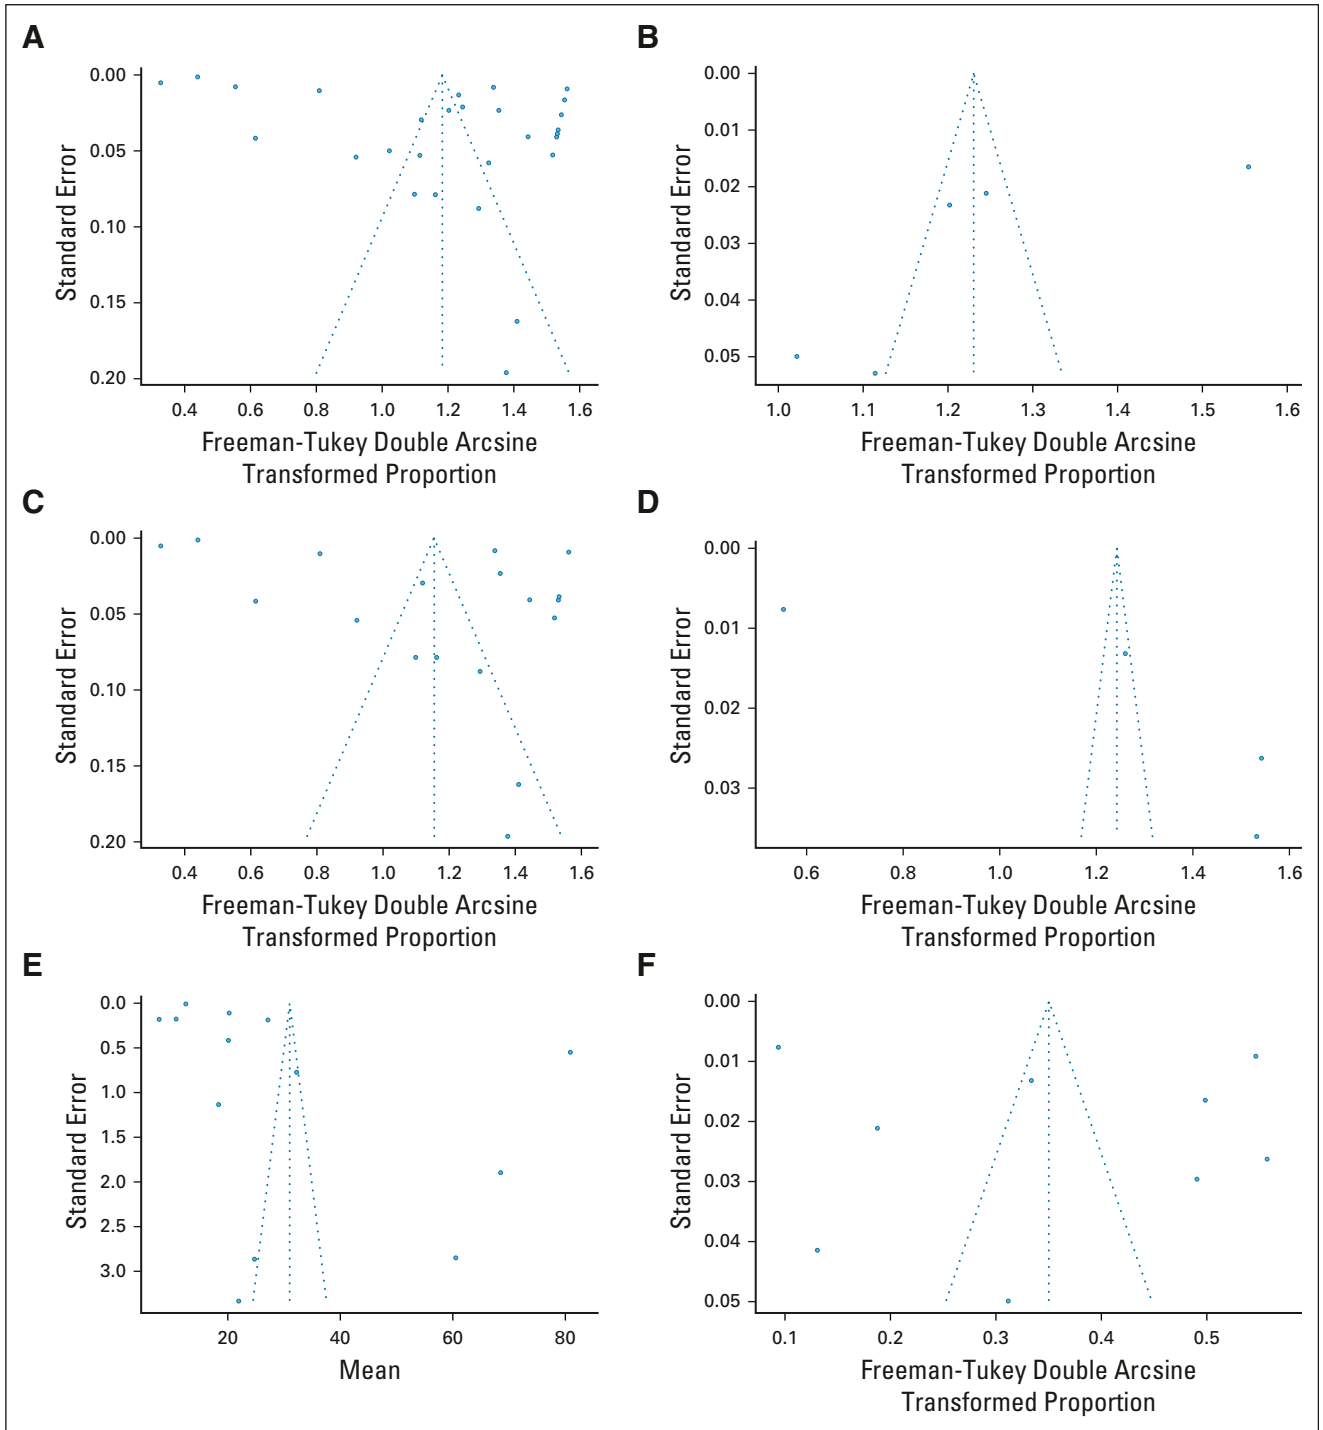 A
0.00
0.05
0.10
0.15
0.20
Standard Error
0.4 0.6 0.8 1.0 1.2 1.4 1.6
Freeman-Tukey Double Arcsine
Transformed Proportion
B
0.00
0.01
0.02
0.03
0.04
0.05
Standard Error
1.0 1.1 1.2 1.3 1.4 1.5 1.6
Freeman-Tukey Double Arcsine
Transformed Proportion
C
0.00
0.05
0.10
0.15
0.20
Standard Error
0.4 0.6 0.8 1.0 1.2 1.4 1.6
Freeman-Tukey Double Arcsine
Transformed Proportion
D
0.00
0.01
0.02
0.03
Standard Error
0.6 0.8 1.0 1.2 1.4 1.6
Freeman-Tukey Double Arcsine
Transformed Proportion
E
0.0
0.5
1.0
1.5
2.0
2.5
3.0
Standard Error
20 40 60 80
Mean
F
0.00
0.01
0.02
0.03
0.04
0.05
Standard Error
0.1 0.2 0.3 0.4 0.5
Freeman-Tukey Double Arcsine
Transformed Proportion